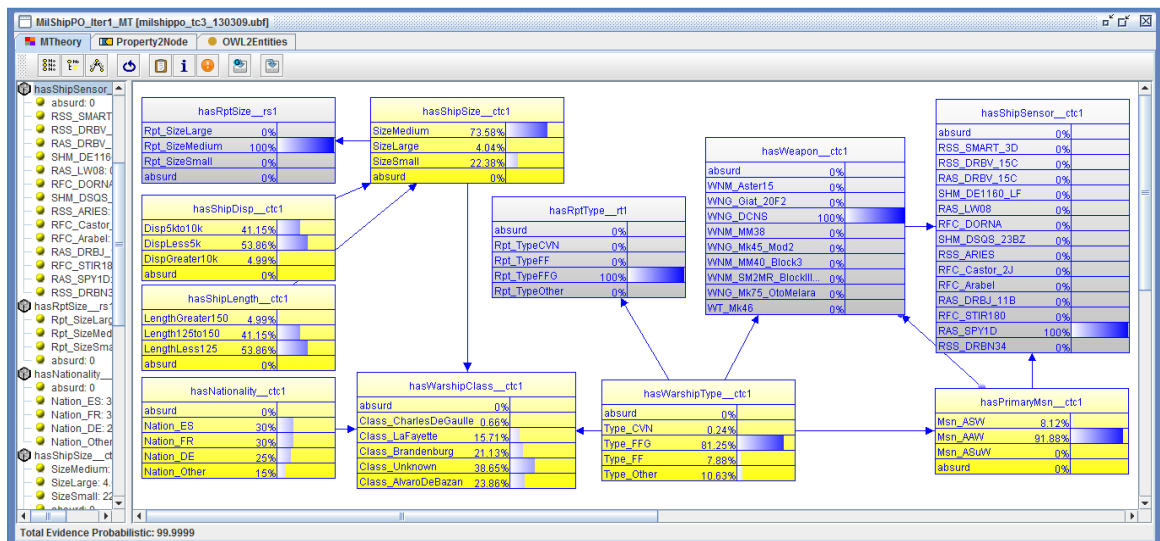 MilShipPO_Iter1_MT [milshippo_tc3_130309.ubf]
MTheory Property2Node OWL2Entities
hasShipSensor_
absurd: 0
RSS_SMART
RSS_DRBV_
RAS_DRBV_
SHM_DE116
RAS_LW08: 0
RFC_DORNA
SHM_DSQS_
RSS_ARIES:
RFC_Castor_
RFC_Arabel:
RAS_DRBJ_
RFC_STIR18
RAS_SPY1D:
RSS_DRBN3
hasRptSize__rs1
Rpt_SizeLarg
Rpt_SizeMed
Rpt_SizeSma
absurd: 0
hasNationality__
absurd: 0
Nation_ES: 3
Nation_FR: 3
Nation_DE: 2
Nation_Other
hasShipSize__ct
SizeMedium:
SizeLarge: 4.
SizeSmall: 22
hasRptSize__rs1
Rpt_SizeLarge 0%
Rpt_SizeMedium 100%
Rpt_SizeSmall 0%
absurd 0%
hasShipSize__ctc1
SizeMedium 73.58%
SizeLarge 4.04%
SizeSmall 22.38%
absurd 0%
hasShipDisp__ctc1
Disp5kto10k 41.15%
DispLess5k 53.86%
DispGreater10k 4.99%
absurd 0%
hasShipLength__ctc1
LengthGreater150 4.99%
Length125to150 41.15%
LengthLess125 53.86%
absurd 0%
hasNationality__ctc1
absurd 0%
Nation_ES 30%
Nation_FR 30%
Nation_DE 25%
Nation_Other 15%
hasWarshipClass__ctc1
absurd 0%
Class_CharlesDeGaulle 0.66%
Class_LaFayette 15.71%
Class_Brandenburg 21.13%
Class_Unknown 38.65%
Class_AlvaroDeBazan 23.86%
hasRptType__rt1
absurd 0%
Rpt_TypeCVN 0%
Rpt_TypeFF 0%
Rpt_TypeFFG 100%
Rpt_TypeOther 0%
hasWarshipType__ctc1
absurd 0%
Type_CVN 0.24%
Type_FFG 81.25%
Type_FF 7.88%
Type_Other 10.63%
hasWeapon__ctc1
absurd 0%
WNM_Aster15 0%
WNG_Giat_20F2 0%
WNG_DCNS 100%
WNM_MM38 0%
WNG_Mk45_Mod2 0%
WNM_MM40_Block3 0%
WNM_SM2MR_BlockIII... 0%
WNG_Mk75_OtoMelara 0%
WT_Mk46 0%
hasShipSensor__ctc1
absurd 0%
RSS_SMART_3D 0%
RSS_DRBV_15C 0%
RAS_DRBV_15C 0%
SHM_DE1160_LF 0%
RAS_LW08 0%
RFC_DORNA 0%
SHM_DSQS_23BZ 0%
RSS_ARIES 0%
RFC_Castor_2J 0%
RFC_Arabel 0%
RAS_DRBJ_11B 0%
RFC_STIR180 0%
RAS_SPY1D 100%
RSS_DRBN34 0%
hasPrimaryMsn__ctc1
Msn_ASW 8.12%
Msn_AAW 91.88%
Msn_ASuW 0%
absurd 0%
Total Evidence Probabilistic: 99.9999